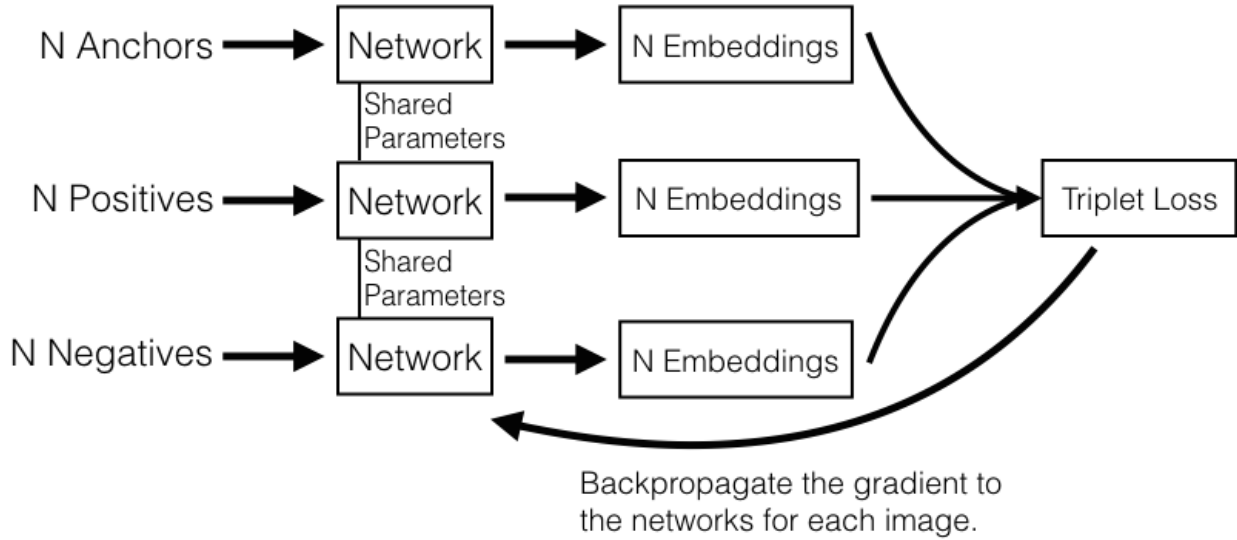 N Anchors
Network
N Embeddings
Shared
Parameters
N Positives
Network
N Embeddings
Triplet Loss
Shared
Parameters
N Negatives
Network
N Embeddings
Backpropagate the gradient to
the networks for each image.